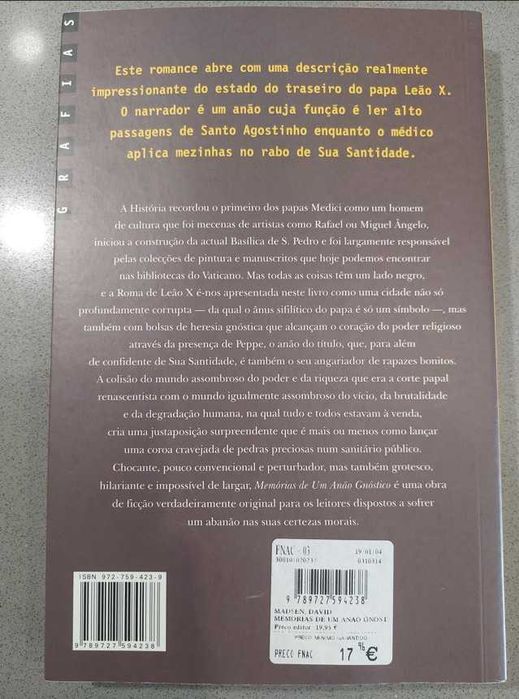 GRAFIAS
Este romance abre com uma descrição realmente
impressionante do estado do traseiro do papa Leão X.
O narrador é um anão cuja função é ler alto
passagens de Santo Agostinho enquanto o médico
aplica mezinhas no rabo de Sua Santidade.
A História recordou o primeiro dos papas Medici como um homem
de cultura que foi mecenas de artistas como Rafael ou Miguel Ângelo,
iniciou a construção da actual Basílica de S. Pedro e foi largamente responsável
pelas colecções de pintura e manuscritos que hoje podemos encontrar
nas bibliotecas do Vaticano. Mas todas as coisas têm um lado negro,
e a Roma de Leão X é-nos apresentada neste livro como uma cidade não só
profundamente corrupta — da qual o ânus sifilítico do papa é só um símbolo —, mas
também com bolsas de heresia gnóstica que alcançam o coração do poder religioso
através da presença de Peppe, o anão do título, que, para além
de confidente de Sua Santidade, é também o seu angariador de rapazes bonitos.
A colisão do mundo assombroso do poder e da riqueza que era a corte papal
renascentista com o mundo igualmente assombroso do vício, da brutalidade
e da degradação humana, na qual tudo e todos estavam à venda,
cria uma justaposição surpreendente que é mais ou menos como lançar
uma coroa cravejada de pedras preciosas num sanitário público.
Chocante, pouco convencional e perturbador, mas também grotesco,
hilariante e impossível de largar, Memórias de Um Anão Gnóstico é uma obra
de ficção verdadeiramente original para os leitores dispostos a sofrer
um abanão nas suas certezas morais.
ISBN 972-759-423-9
9 789727 594238
FNAC - 03 19/01/04
0310314
9 789727 594238
MADSEN, DAVID
MEMORIAS DE UM ANAO GNOST
Preco editor 19,95 €
PRECO MINIMO GARANTIDO
PRECO FNAC 17,96 €